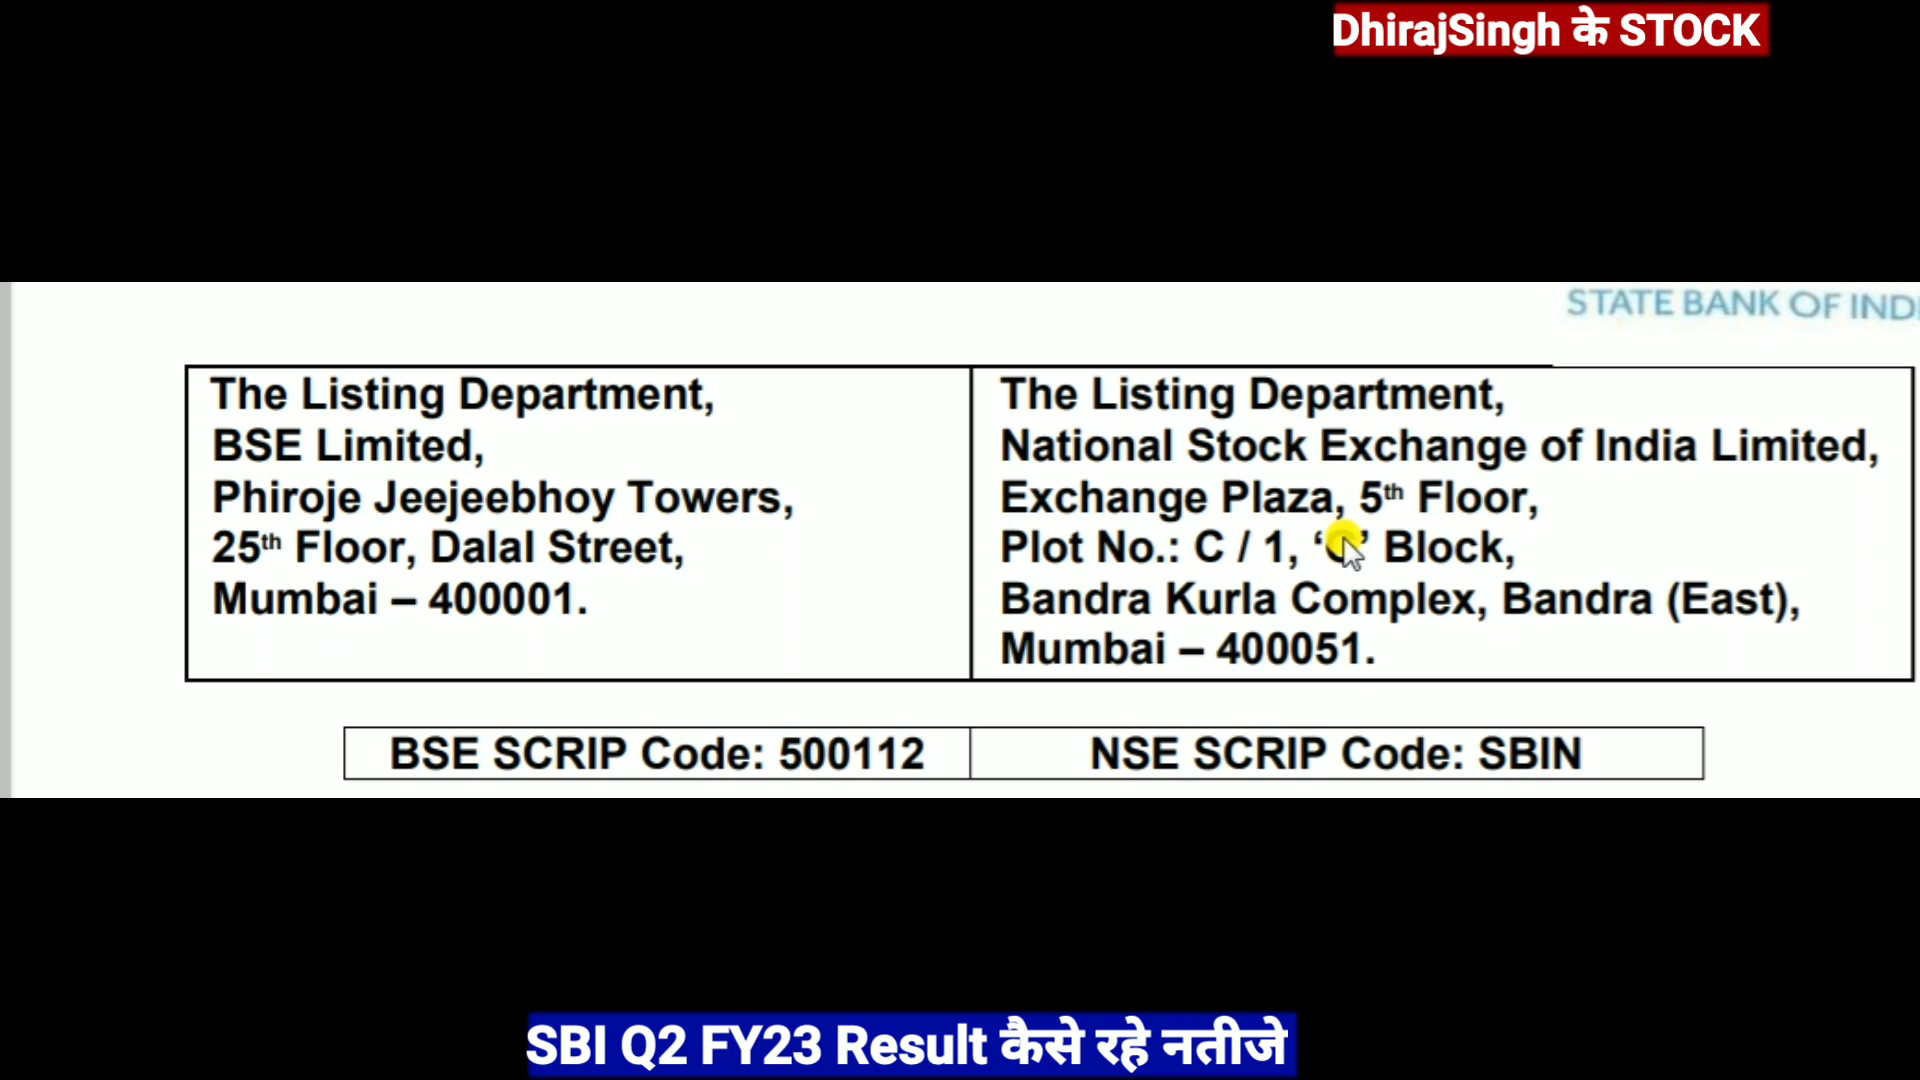 DhirajSingh के STOCK
STATE BANK OF INDI
The Listing Department,
BSE Limited,
Phiroje Jeejeebhoy Towers,
25th Floor, Dalal Street,
Mumbai – 400001.
The Listing Department,
National Stock Exchange of India Limited,
Exchange Plaza, 5th Floor,
Plot No.: C / 1, Block,
Bandra Kurla Complex, Bandra (East),
Mumbai – 400051.
BSE SCRIP Code: 500112
NSE SCRIP Code: SBIN
SBI Q2 FY23 Result कैसे रहे नतीजे